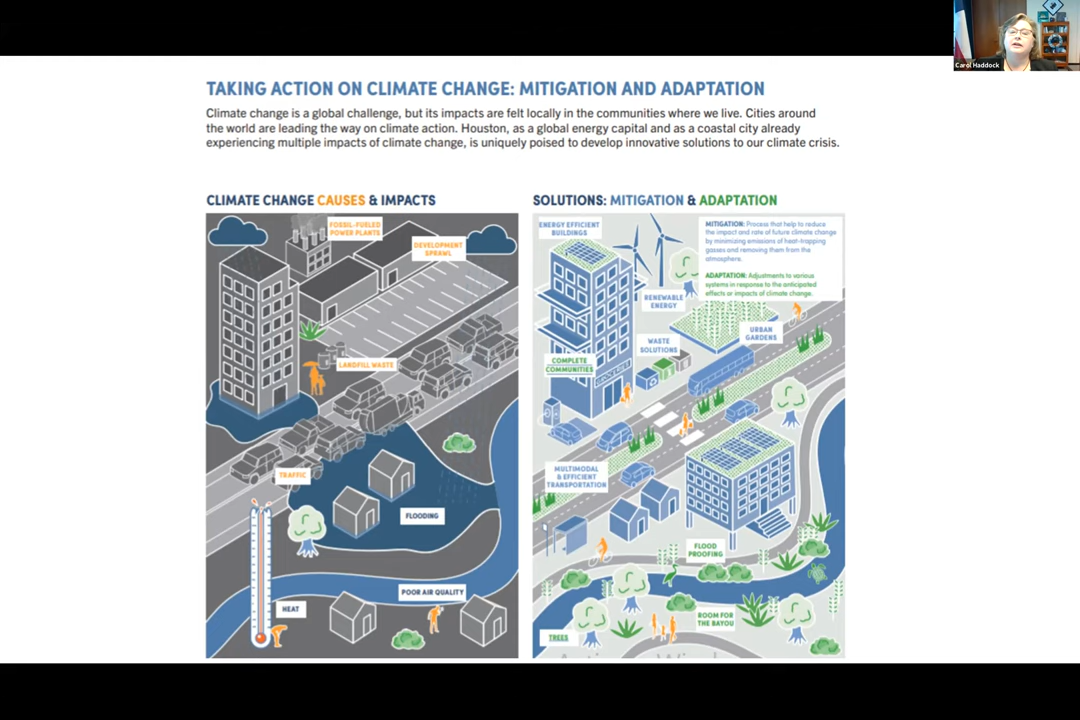 Carol Haddock
TAKING ACTION ON CLIMATE CHANGE: MITIGATION AND ADAPTATION
Climate change is a global challenge, but its impacts are felt locally in the communities where we live. Cities around
the world are leading the way on climate action. Houston, as a global energy capital and as a coastal city already
experiencing multiple impacts of climate change, is uniquely poised to develop innovative solutions to our climate crisis.
CLIMATE CHANGE CAUSES & IMPACTS
FOSSIL-FUELED
POWER PLANTS
DEVELOPMENT
SPRAWL
LANDFILL WASTE
TRAFFIC
FLOODING
POOR AIR QUALITY
HEAT
SOLUTIONS: MITIGATION & ADAPTATION
ENERGY EFFICIENT
BUILDINGS
MITIGATION: Process that help to reduce
the impact and rate of future climate change
by minimizing emissions of heat-trapping
gasses and removing them from the
atmosphere.
ADAPTATION: Adjustments to various
systems in response to the anticipated
effects or impacts of climate change.
RENEWABLE
ENERGY
URBAN
GARDENS
WASTE
SOLUTIONS
COMPLETE
COMMUNITIES
MULTIMODAL
& EFFICIENT
TRANSPORTATION
FLOOD
PROOFING
ROOM FOR
THE BAYOU
TREES